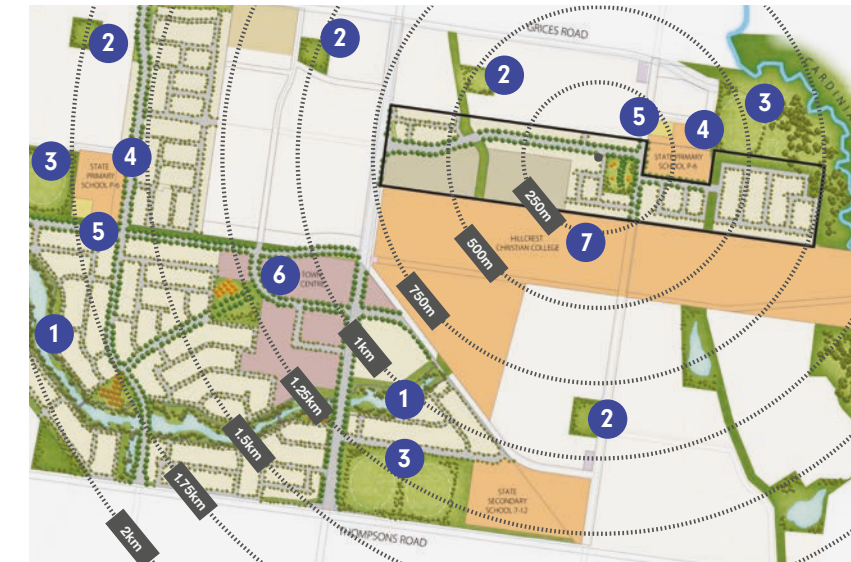 GRICES ROAD
2
2
2
3
CARDIN
5
4
STATE PRIMARY
SCHOOL P-6
3
4
STATE
PRIMARY
SCHOOL P-6
5
250m
HILLCREST
CHRISTIAN COLLEGE
7
500m
6
TOWN
CENTRE
750m
1
1km
1.25km
1
2
1.5km
3
1.75km
STATE
SECONDARY
SCHOOL 7-12
2km
THOMPSONS ROAD